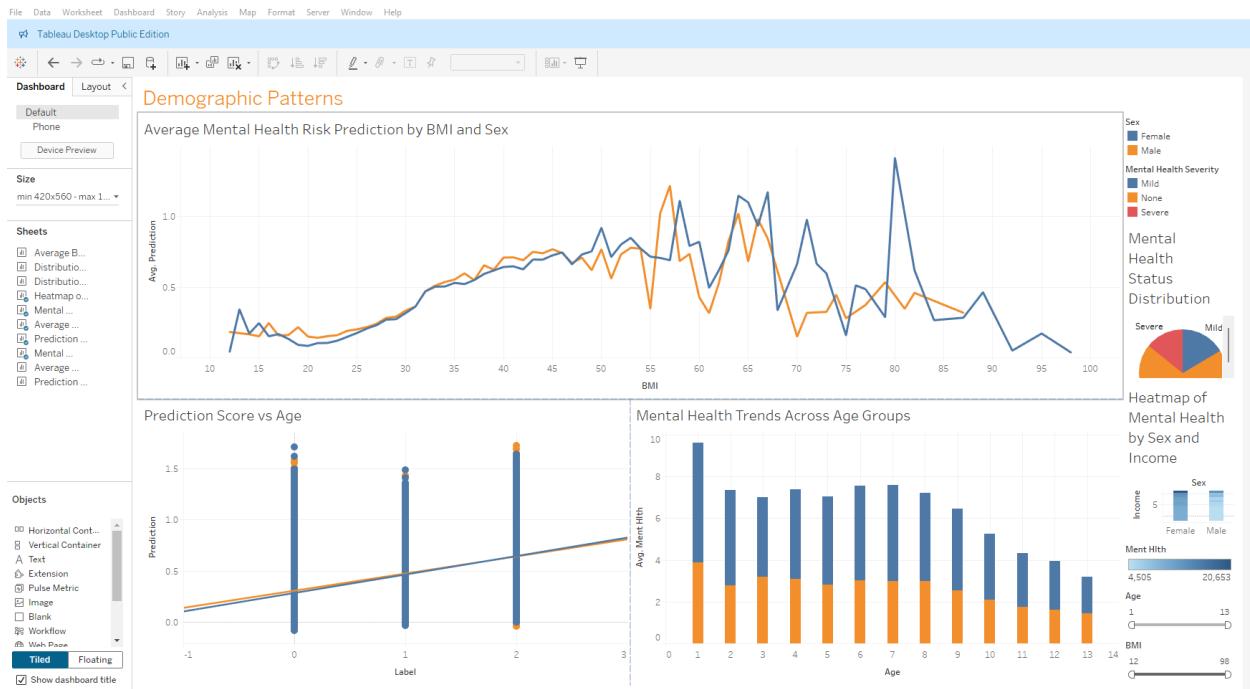 File Data Worksheet Dashboard Story Analysis Map Format Server Window Help
Tableau Desktop Public Edition
Dashboard Layout
Default
Phone
Device Preview
Size
min 420x560 - max 1...
Sheets
Average B...
Distributio...
Distributio...
Heatmap o...
Mental ...
Average ...
Prediction ...
Mental ...
Average ...
Prediction ...
Objects
Horizontal Cont...
Vertical Container
Text
Extension
Pulse Metric
Image
Blank
Workflow
Web Page
Tiled Floating
Show dashboard title
Demographic Patterns
Average Mental Health Risk Prediction by BMI and Sex
Avg. Prediction
1.0
0.5
0.0
10 15 20 25 30 35 40 45 50 55 60 65 70 75 80 85 90 95 100
BMI
Prediction Score vs Age
Prediction
1.5
1.0
0.5
0.0
-1 0 1 2 3
Label
Mental Health Trends Across Age Groups
Avg. Ment Hlth
10
8
6
4
2
0
0 1 2 3 4 5 6 7 8 9 10 11 12 13 14
Age
Sex
Female
Male
Mental Health Severity
Mild
None
Severe
Mental
Health
Status
Distribution
Severe Mild
Heatmap of
Mental Health
by Sex and
Income
Sex
Income
5
Female Male
Ment Hlth
4,505 20,653
Age
1 13
BMI
12 98